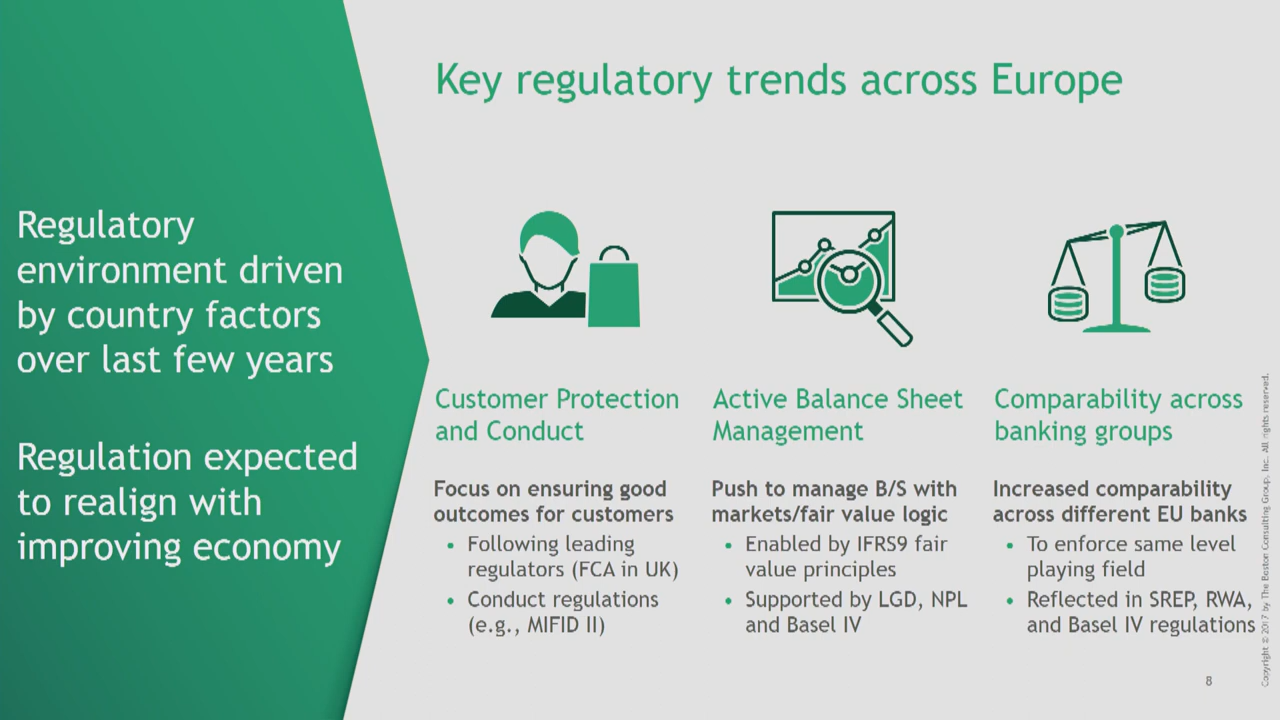 Key regulatory trends across Europe
Regulatory
environment driven
by country factors
over last few years
Regulation expected
to realign with
improving economy
Customer Protection
and Conduct
Focus on ensuring good
outcomes for customers
• Following leading
regulators (FCA in UK)
• Conduct regulations
(e.g., MIFID II)
Active Balance Sheet
Management
Push to manage B/S with
markets/fair value logic
• Enabled by IFRS9 fair
value principles
• Supported by LGD, NPL
and Basel IV
Comparability across
banking groups
Increased comparability
across different EU banks
• To enforce same level
playing field
• Reflected in SREP, RWA,
and Basel IV regulations
Copyright © 2017 by The Boston Consulting Group, Inc. All rights reserved.
8